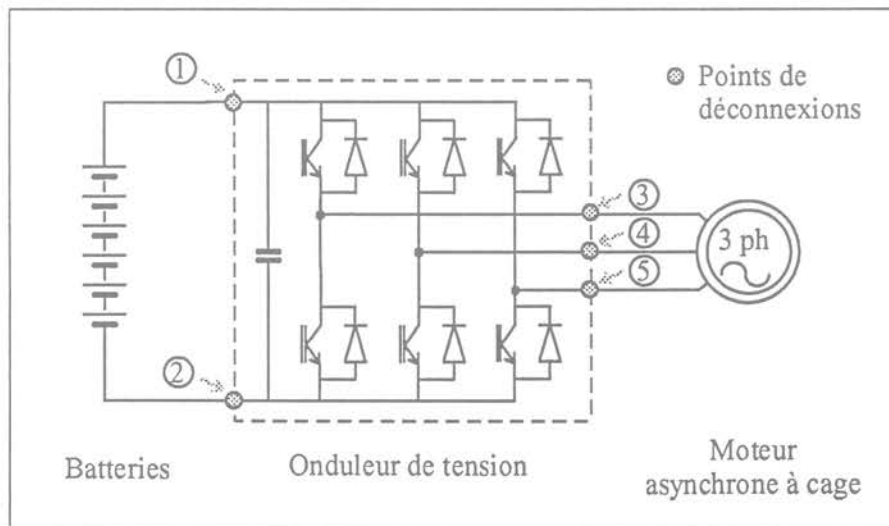 ①
Points de
déconnexions
③
④
3 ph
⑤
②
Batteries
Onduleur de tension
Moteur
asynchrone à cage